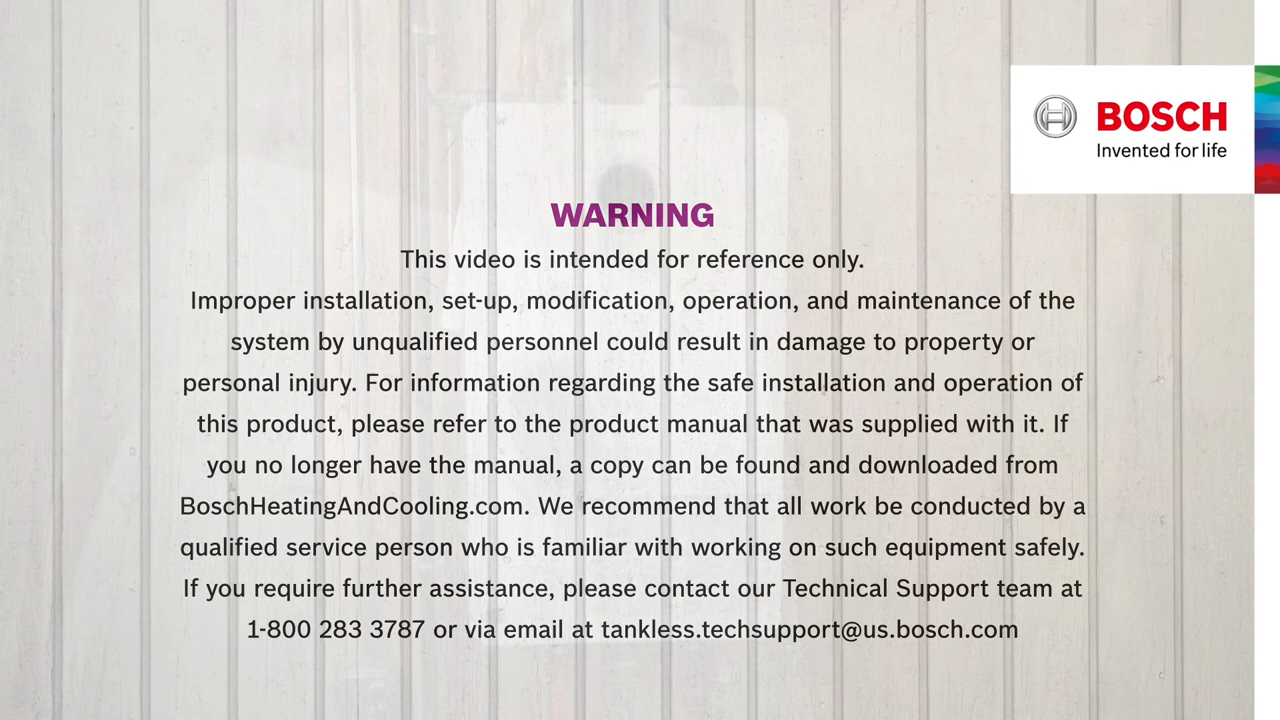 BOSCH
Invented for life
WARNING
This video is intended for reference only.
Improper installation, set-up, modification, operation, and maintenance of the
system by unqualified personnel could result in damage to property or
personal injury. For information regarding the safe installation and operation of
this product, please refer to the product manual that was supplied with it. If
you no longer have the manual, a copy can be found and downloaded from
BoschHeatingAndCooling.com. We recommend that all work be conducted by a
qualified service person who is familiar with working on such equipment safely.
If you require further assistance, please contact our Technical Support team at
1-800 283 3787 or via email at tankless.techsupport@us.bosch.com